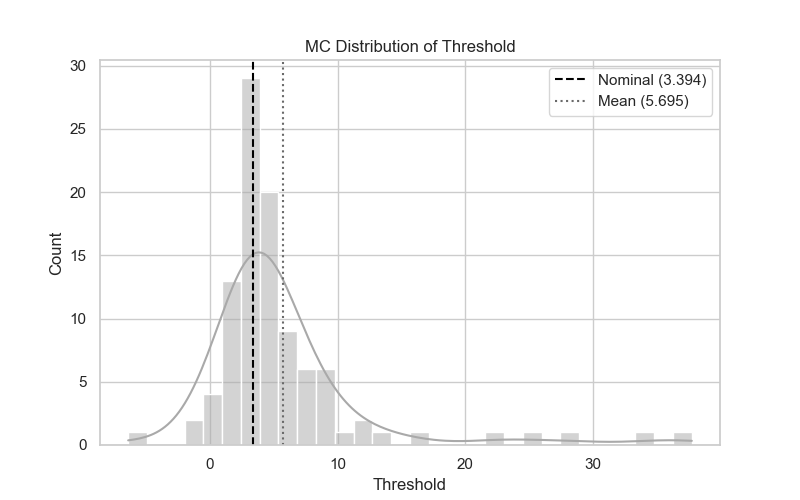 MC Distribution of Threshold
Nominal (3.394)
Mean (5.695)
Count
30
25
20
15
10
5
0
0 10 20 30
Threshold